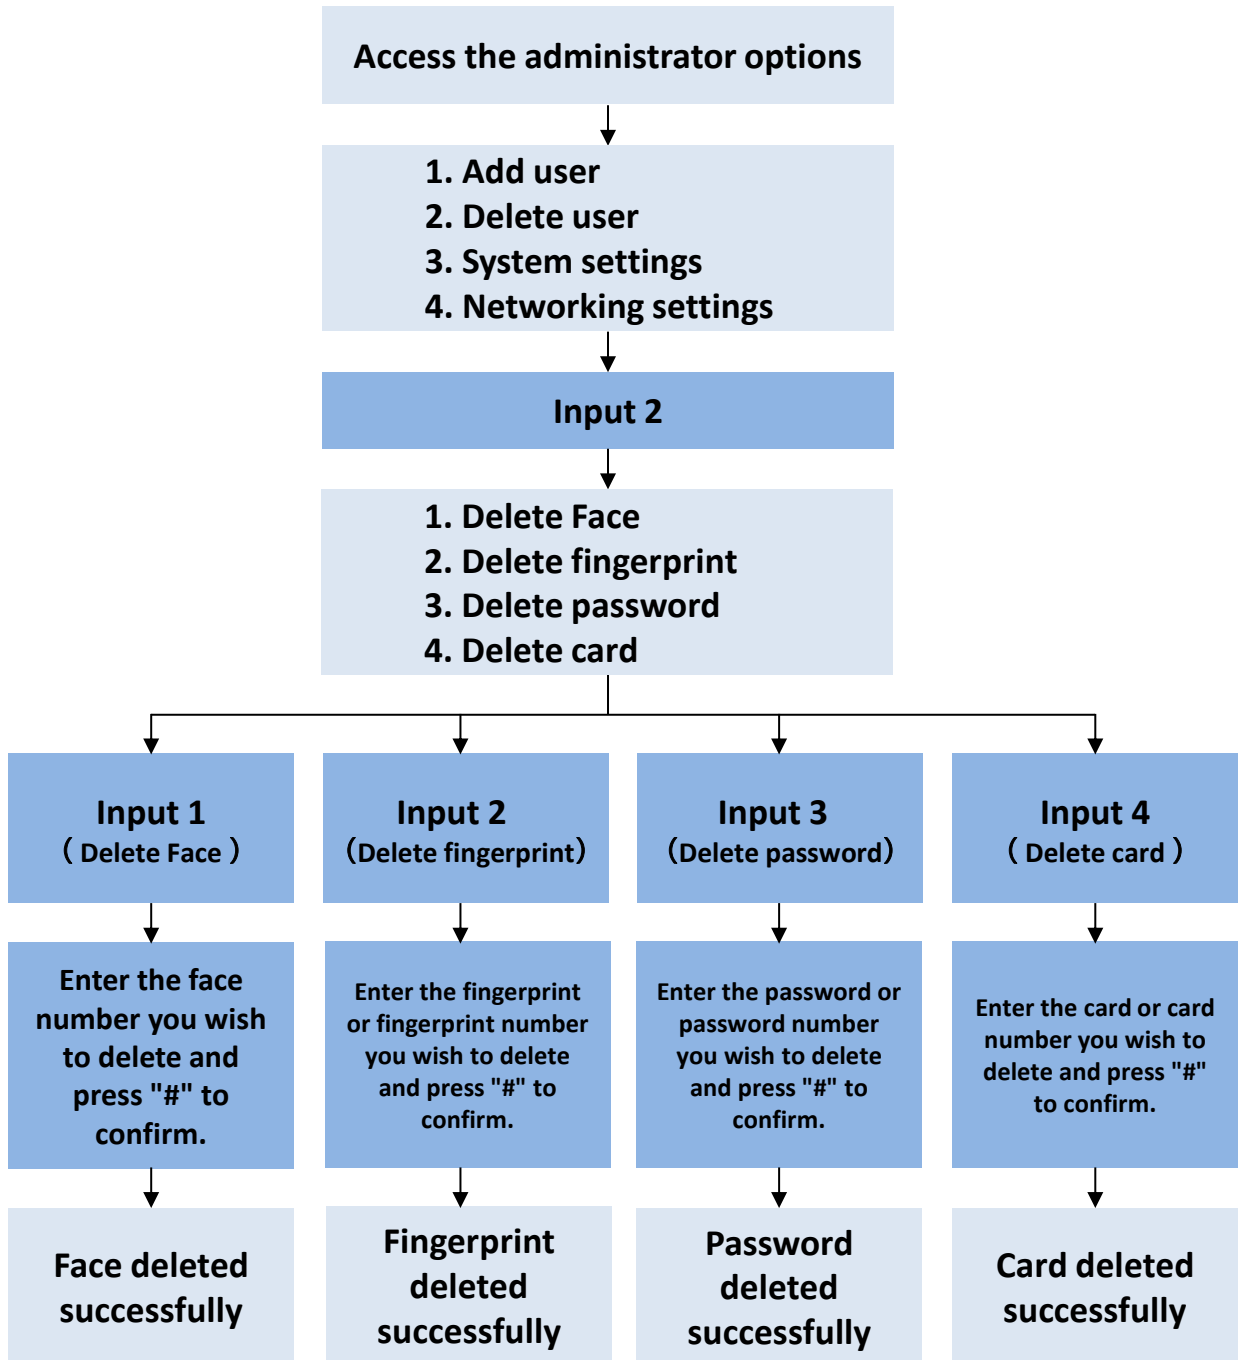 Access the administrator options
1. Add user
2. Delete user
3. System settings
4. Networking settings
Input 2
1. Delete Face
2. Delete fingerprint
3. Delete password
4. Delete card
Input 1
（ Delete Face ）
Input 2
（Delete fingerprint）
Input 3
（Delete password）
Input 4
（ Delete card ）
Enter the face
number you wish
to delete and
press "#" to
confirm.
Enter the fingerprint
or fingerprint number
you wish to delete
and press "#" to
confirm.
Enter the password or
password number
you wish to delete
and press "#" to
confirm.
Enter the card or card
number you wish to
delete and press "#"
to confirm.
Face deleted
successfully
Fingerprint
deleted
successfully
Password
deleted
successfully
Card deleted
successfully